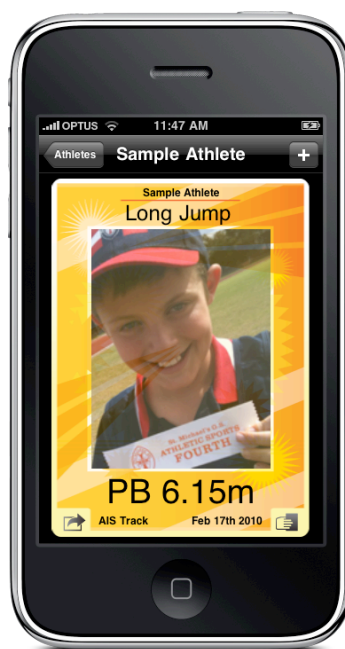 OPTUS 11:47 AM
Athletes Sample Athlete +
Sample Athlete
Long Jump
St. Michael's D.S.
ATHLETIC SPORTS
FOURTH
PB 6.15m
AIS Track Feb 17th 2010